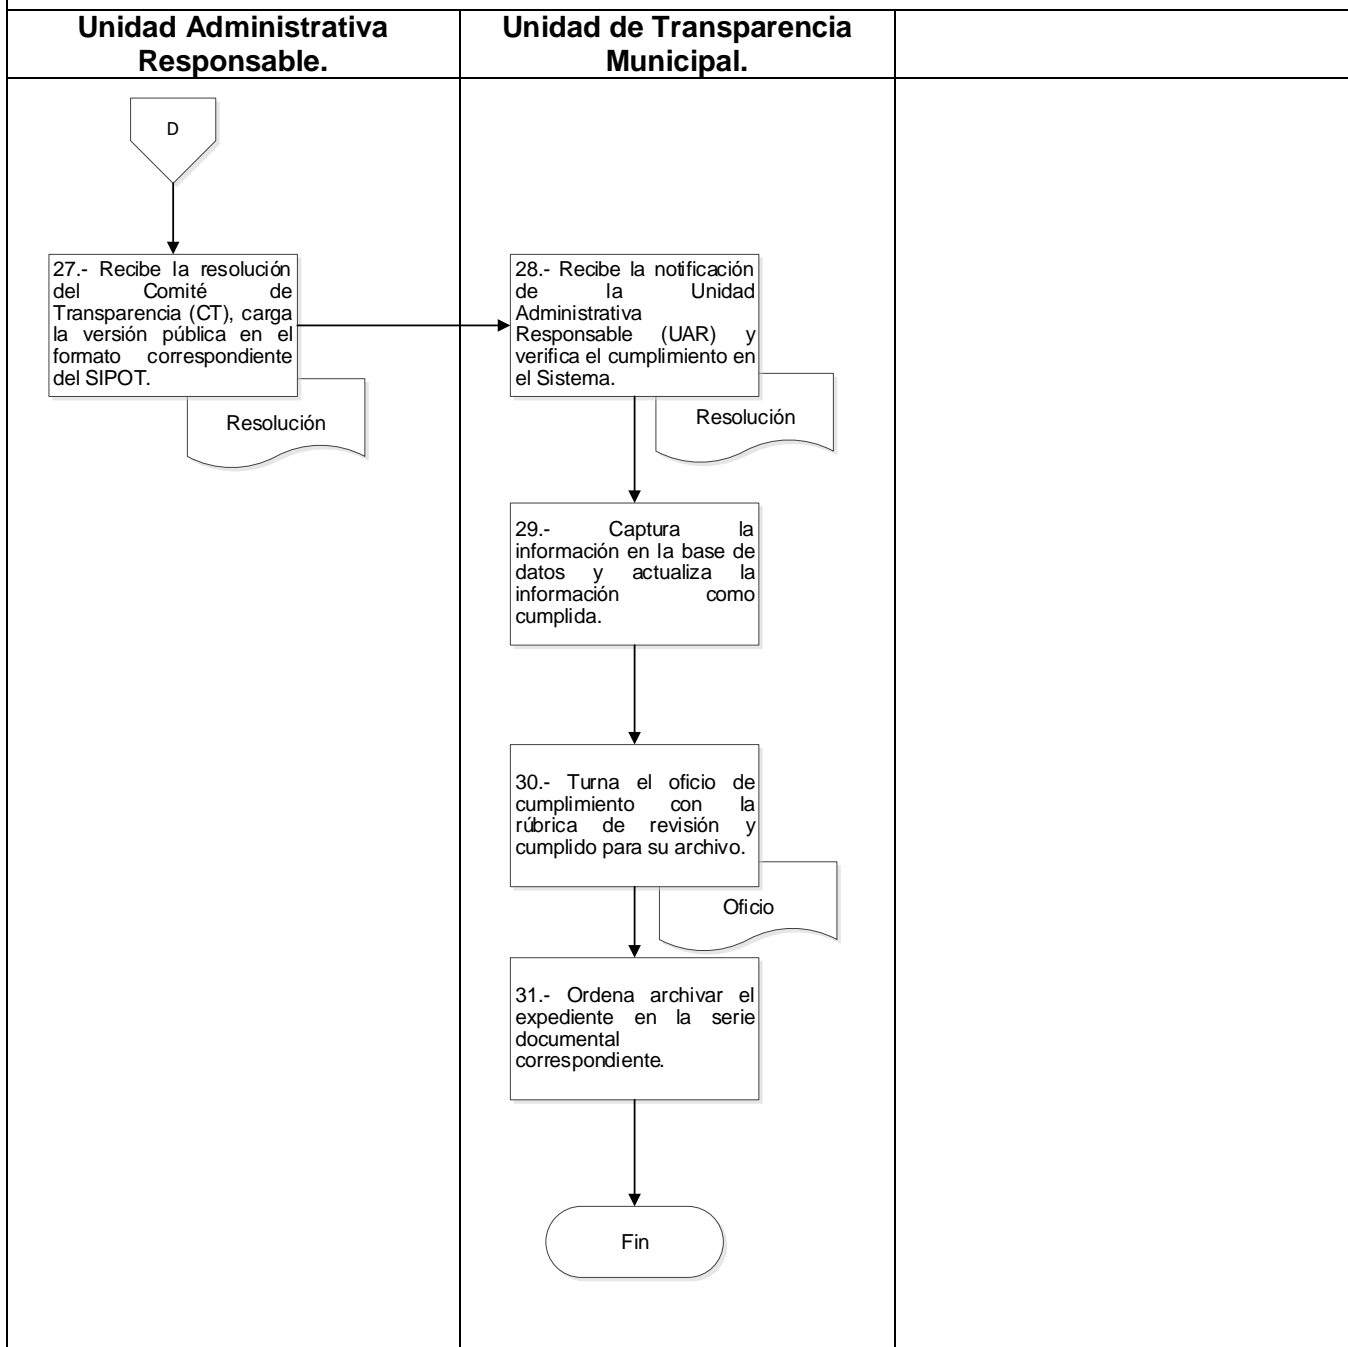 Unidad Administrativa
Responsable.
Unidad de Transparencia
Municipal.
D
27.- Recibe la resolución
del Comité de
Transparencia (CT), carga
la versión pública en el
formato correspondiente
del SIPOT.
Resolución
28.- Recibe la notificación
de la Unidad
Administrativa
Responsable (UAR) y
verifica el cumplimiento en
el Sistema.
Resolución
29.- Captura la
información en la base de
datos y actualiza la
información como
cumplida.
30.- Turna el oficio de
cumplimiento con la
rúbrica de revisión y
cumplido para su archivo.
Oficio
31.- Ordena archivar el
expediente en la serie
documental
correspondiente.
Fin